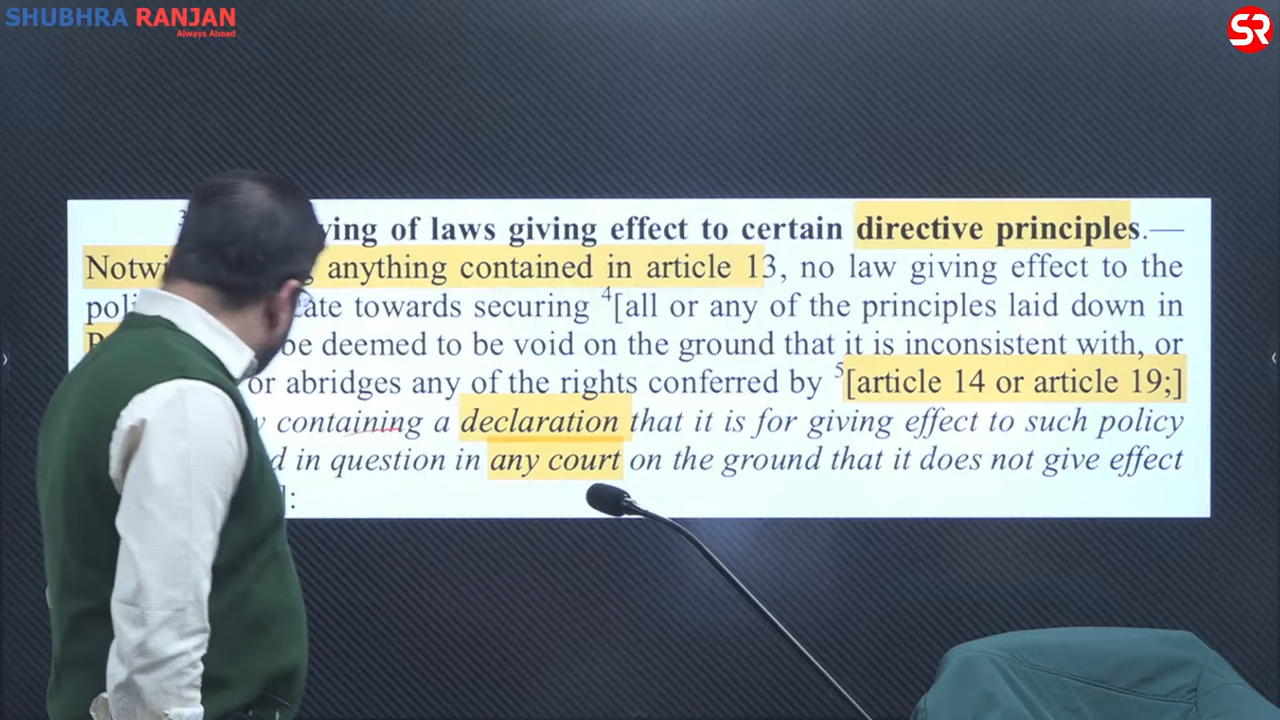 SHUBHRA RANJAN
Always Ahead
SR
ving of laws giving effect to certain directive principles.—
Notwi anything contained in article 13, no law giving effect to the
poli ate towards securing ⁴[all or any of the principles laid down in
be deemed to be void on the ground that it is inconsistent with, or
or abridges any of the rights conferred by ⁵[article 14 or article 19;]
containing a declaration that it is for giving effect to such policy
d in question in any court on the ground that it does not give effect
]: